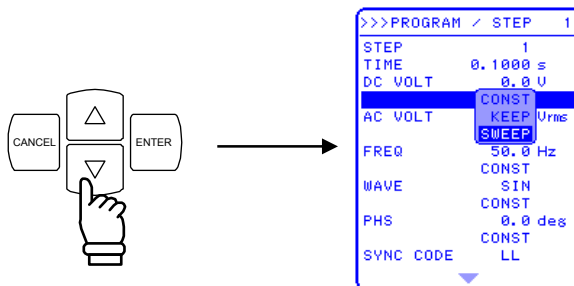 CANCEL
ENTER
>>>PROGRAM / STEP 1
STEP 1
TIME 0.1000 s
DC VOLT 0.0 V
CONST
AC VOLT KEEP Vrms
SWEEP
FREQ 50.0 Hz
CONST
WAVE SIN
CONST
PHS 0.0 deg
CONST
SYNC CODE LL